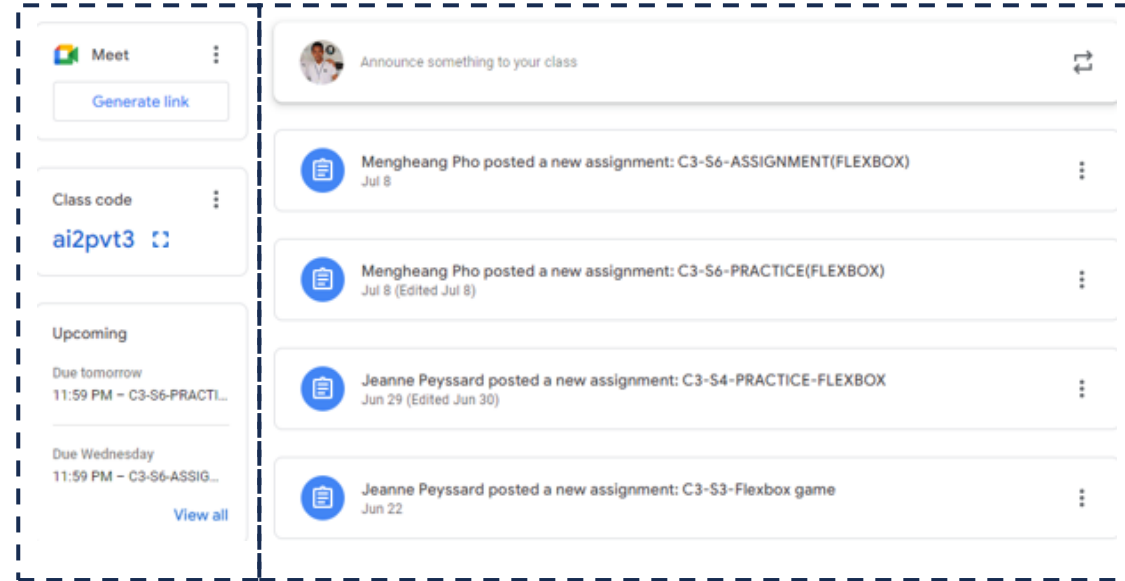 Meet
Generate link
Class code
ai2pvt3
Upcoming
Due tomorrow
11:59 PM – C3-S6-PRACTI...
Due Wednesday
11:59 PM – C3-S6-ASSIG...
View all
Announce something to your class
Mengheang Pho posted a new assignment: C3-S6-ASSIGNMENT(FLEXBOX)
Jul 8
Mengheang Pho posted a new assignment: C3-S6-PRACTICE(FLEXBOX)
Jul 8 (Edited Jul 8)
Jeanne Peyssard posted a new assignment: C3-S4-PRACTICE-FLEXBOX
Jun 29 (Edited Jun 30)
Jeanne Peyssard posted a new assignment: C3-S3-Flexbox game
Jun 22